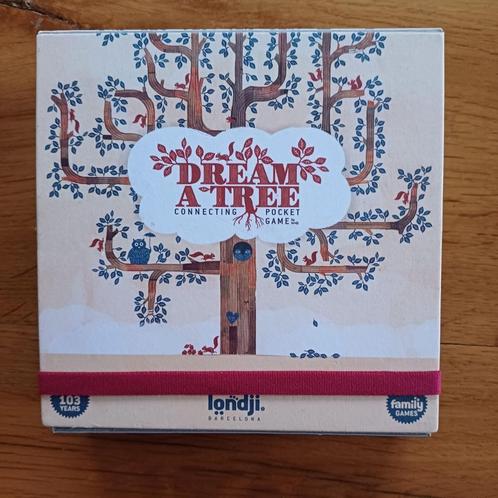 DREAM
A TREE
CONNECTING POCKET
GAME
103
YEARS
londji.
BARCELONA
family
GAMES